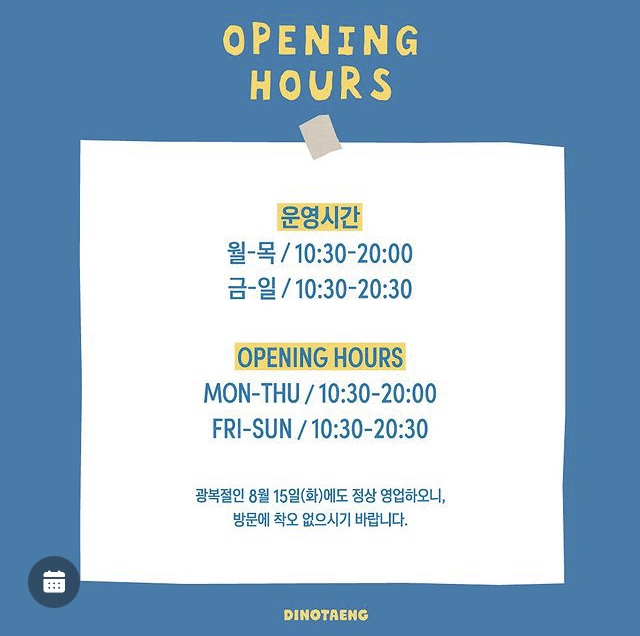 OPENING
HOURS
운영시간
월-목 / 10:30-20:00
금-일 / 10:30-20:30
OPENING HOURS
MON-THU / 10:30-20:00
FRI-SUN / 10:30-20:30
광복절인 8월 15일(화)에도 정상 영업하오니,
방문에 착오 없으시기 바랍니다.
DINOTAENG